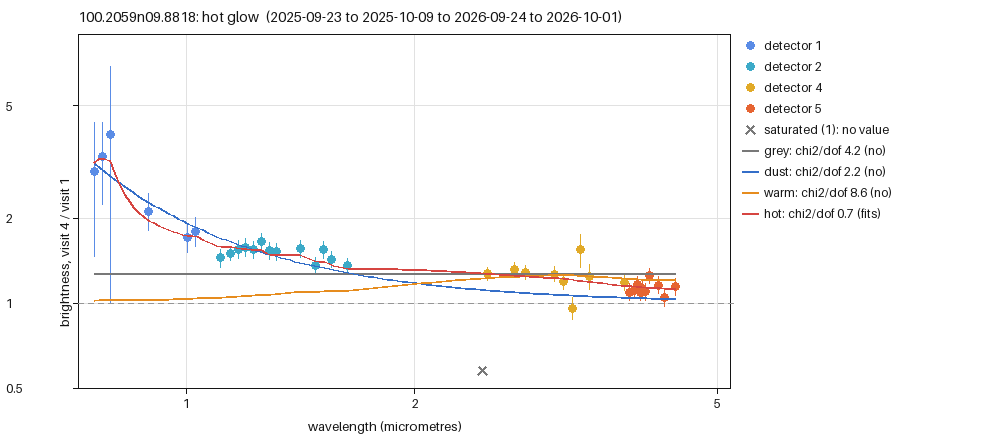 100.2059n09.8818: hot glow (2025-09-23 to 2025-10-09 to 2026-09-24 to 2026-10-01)
detector 1
detector 2
detector 4
detector 5
saturated (1): no value
grey: chi2/dof 4.2 (no)
dust: chi2/dof 2.2 (no)
warm: chi2/dof 8.6 (no)
hot: chi2/dof 0.7 (fits)
brightness, visit 4 / visit 1
5
2
1
0.5
1
2
5
wavelength (micrometres)